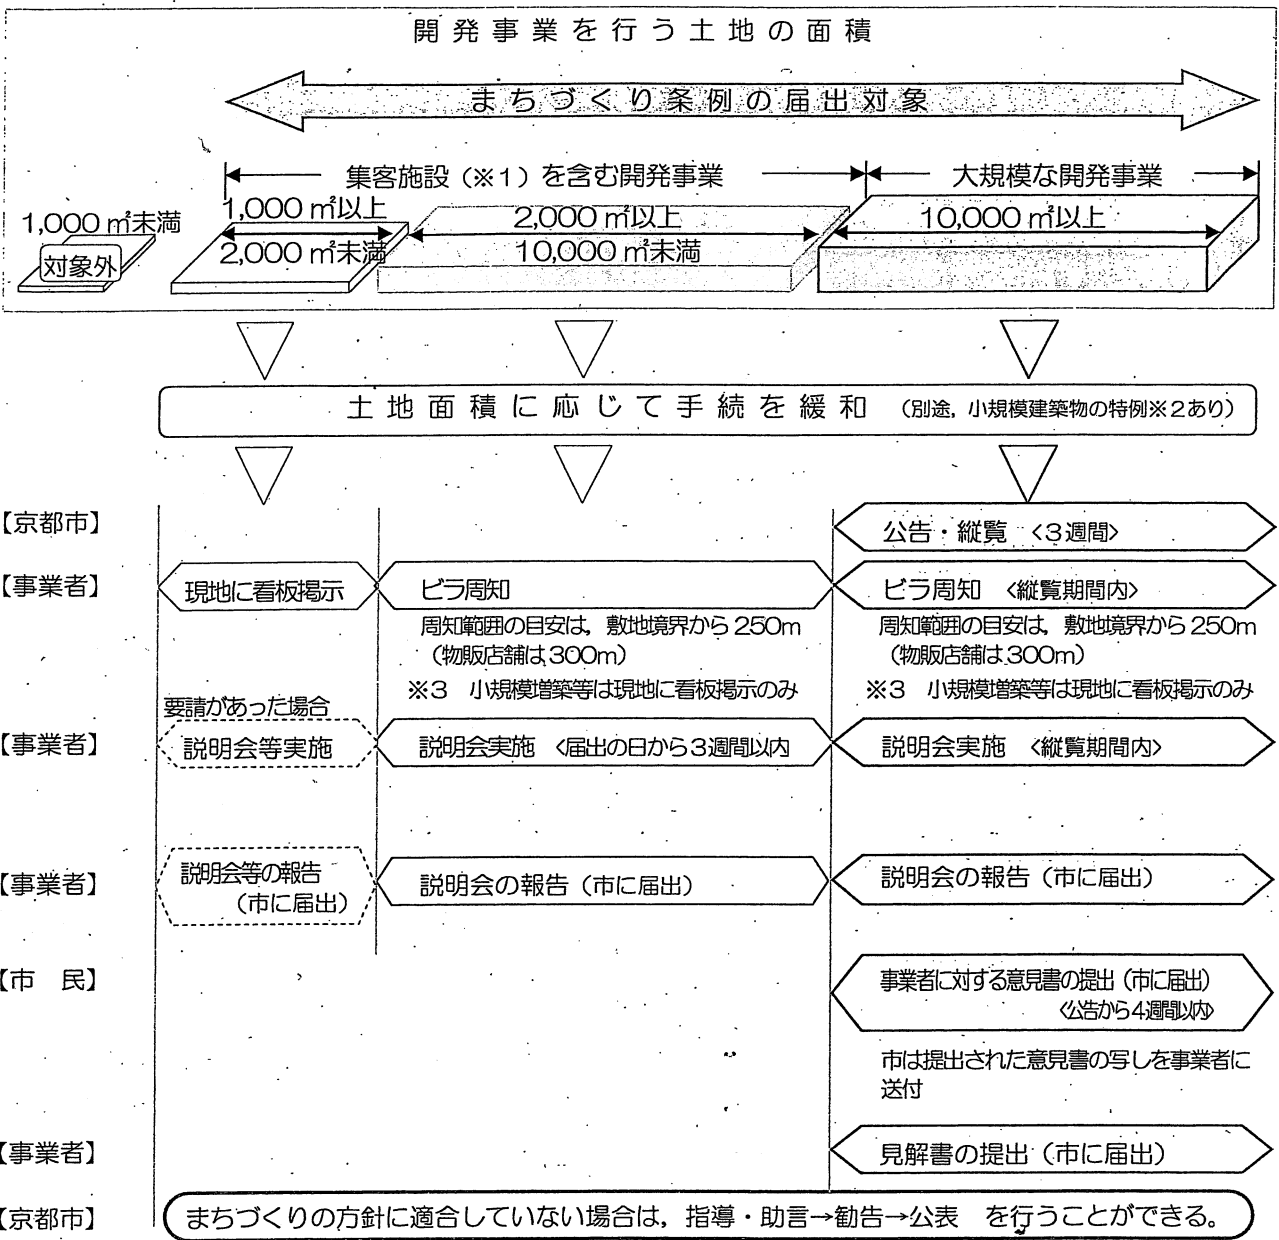 開発事業を行う土地の面積
まちづくり条例の届出対象
集客施設（※1）を含む開発事業
大規模な開発事業
1,000㎡未満
対象外
1,000㎡以上
2,000㎡未満
2,000㎡以上
10,000㎡未満
10,000㎡以上
土地面積に応じて手続を緩和　（別途，小規模建築物の特例※2あり）
【京都市】
公告・縦覧　<3週間>
【事業者】
現地に看板掲示
ビラ周知
周知範囲の目安は，敷地境界から250m
（物販店舗は300m）
※3　小規模増築等は現地に看板掲示のみ
ビラ周知　<縦覧期間内>
周知範囲の目安は，敷地境界から250m
（物販店舗は300m）
※3　小規模増築等は現地に看板掲示のみ
【事業者】
要請があった場合
説明会等実施
説明会実施　<届出の日から3週間以内
説明会実施　<縦覧期間内>
【事業者】
説明会等の報告
（市に届出）
説明会の報告（市に届出）
説明会の報告（市に届出）
【市　民】
事業者に対する意見書の提出（市に届出）
<公告から4週間以内>
市は提出された意見書の写しを事業者に
送付
【事業者】
見解書の提出（市に届出）
【京都市】
まちづくりの方針に適合していない場合は，指導・助言→勧告→公表　を行うことができる。